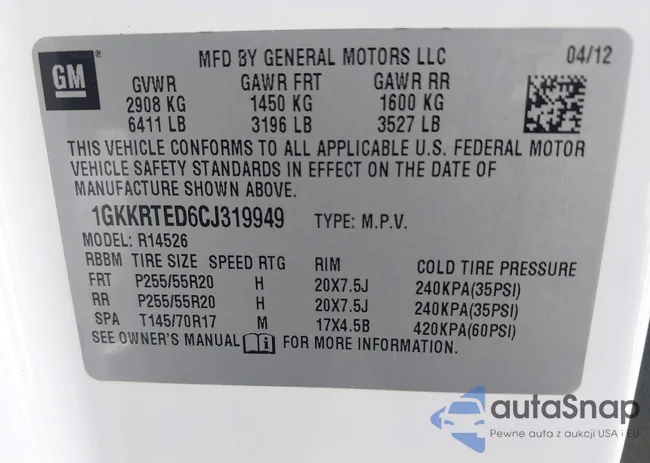 GM
MFD BY GENERAL MOTORS LLC 04/12
GVWR GAWR FRT GAWR RR
2908 KG 1450 KG 1600 KG
6411 LB 3196 LB 3527 LB
THIS VEHICLE CONFORMS TO ALL APPLICABLE U.S. FEDERAL MOTOR
VEHICLE SAFETY STANDARDS IN EFFECT ON THE DATE OF
MANUFACTURE SHOWN ABOVE.
1GKKRTED6CJ319949 TYPE: M.P.V.
MODEL: R14526
RBBM TIRE SIZE SPEED RTG RIM COLD TIRE PRESSURE
FRT P255/55R20 H 20X7.5J 240KPA(35PSI)
RR P255/55R20 H 20X7.5J 240KPA(35PSI)
SPA T145/70R17 M 17X4.5B 420KPA(60PSI)
SEE OWNER'S MANUAL FOR MORE INFORMATION.
autaSnap
Pewne auta z aukcji USA i EU